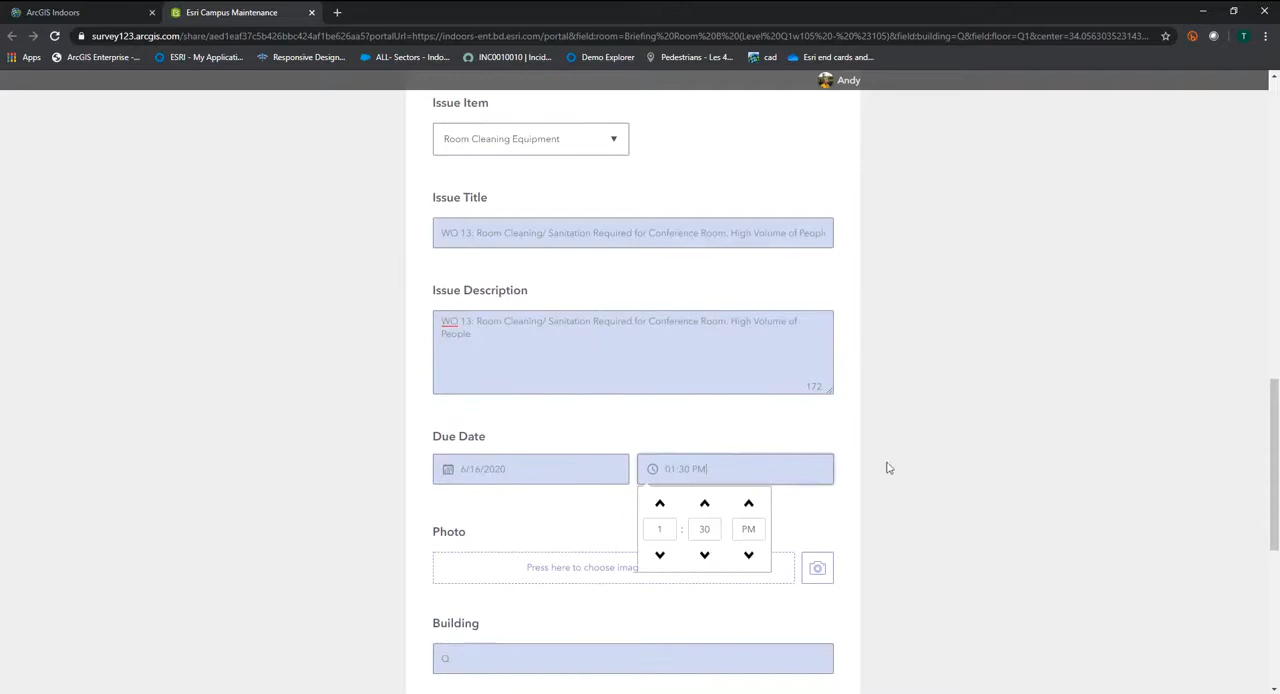 ArcGIS Indoors
Esri Campus Maintenance
survey123.arcgis.com/share/aed1eaf37c5b426bbc424af1be626aa5?portalUrl=https://indoors-ent.bd.esri.com/portal&field:room=Briefing%20Room%20B%20(Level%20Q1w105%20-%20%23105)&field:building=Q&field:floor=Q1&center=34.056303523143...
T
Apps
ArcGIS Enterprise -...
ESRI - My Applicati...
Responsive Design,...
ALL- Sectors - Indo...
INC0010010 | Incid...
Demo Explorer
Pedestrians - Les 4...
cad
Esri end cards and...
Andy
Issue Item
Room Cleaning Equipment
Issue Title
WO 13: Room Cleaning/ Sanitation Required for Conference Room. High Volume of People
Issue Description
WO 13: Room Cleaning/ Sanitation Required for Conference Room. High Volume of
People
172
Due Date
6/16/2020
01:30 PM
1 : 30 PM
Photo
Press here to choose imag
Building
Q